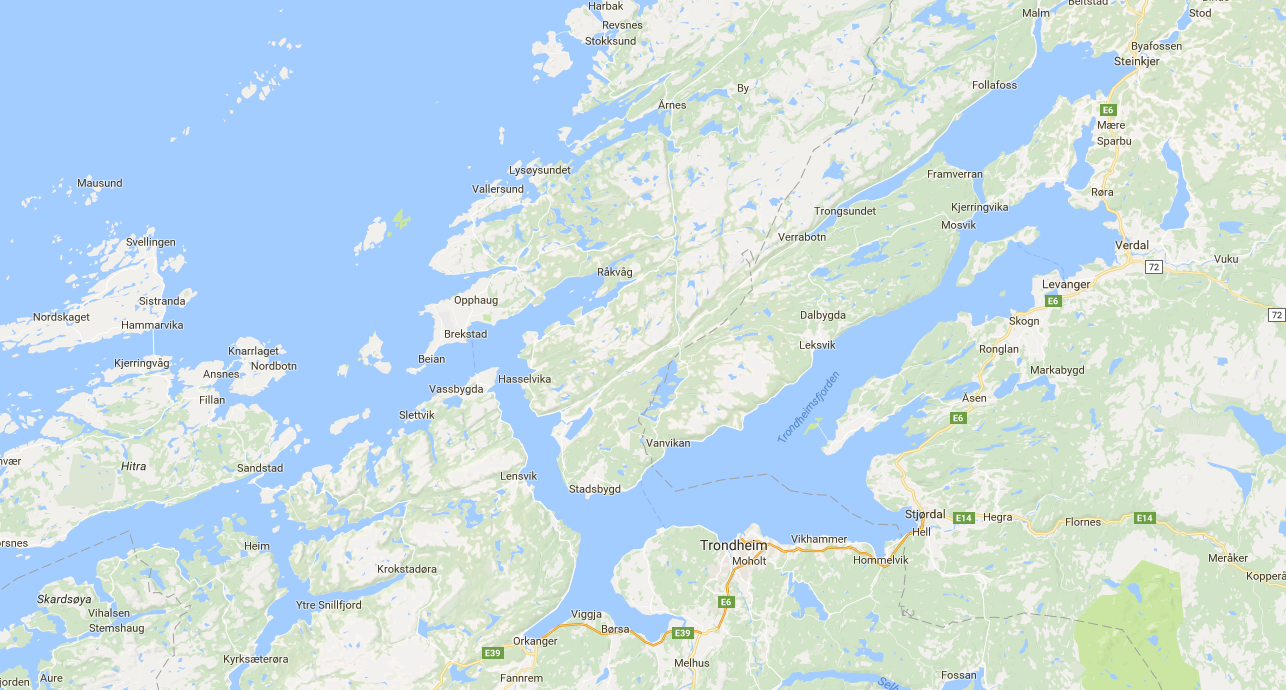 Harbak
Beitstad
Stod
Malm
Revsnes
Stokksund
Byafossen
Steinkjer
Follafoss
By
Årnes
E6
Mære
Sparbu
Lysøysundet
Framverran
Mausund
Vallersund
Røra
Kjerringvika
Trongsundet
Mosvik
Svellingen
Verrabotn
Verdal
Vuku
72
Råkvåg
Levanger
Opphaug
Sistranda
E6
Nordskaget
Hammarvika
Dalbygda
72
Skogn
Brekstad
Leksvik
Ronglan
Knarrlaget
Beian
Kjerringvåg
Nordbotn
Ansnes
Markabygd
Hasselvika
Vassbygda
Fillan
Åsen
Trondheimsfjorden
Slettvik
E6
Vanvikan
Hitra
Sandstad
Lensvik
Stadsbygd
Stjørdal
E14
Hegra
E14
Flornes
Hell
Vikhammer
Trondheim
Heim
Moholt
Hommelvik
Meråker
Krokstadøra
Skardsøya
E6
Ytre Snillfjord
Vihalsen
Viggja
Stemshaug
Børsa
E39
Orkanger
E39
Kyrksæterøra
Melhus
Aure
Fannrem
Fossan